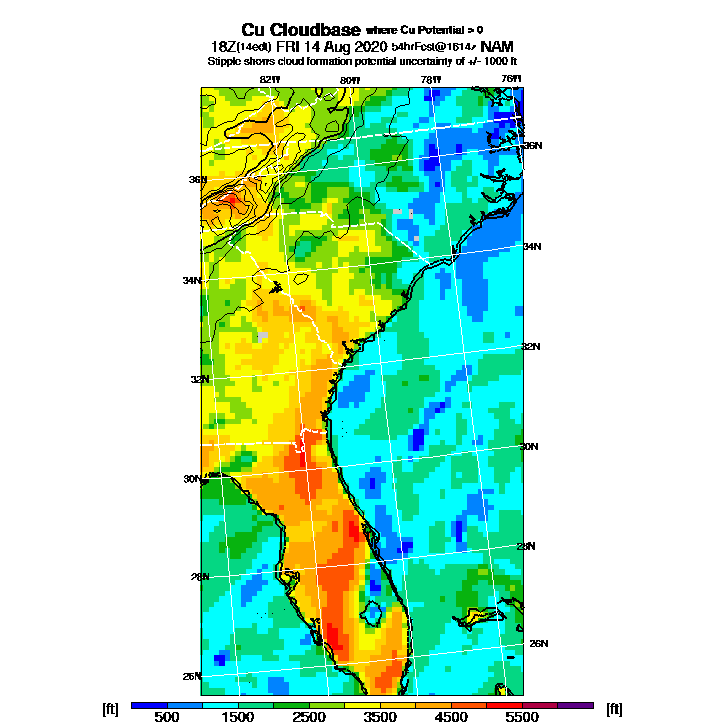 Cu Cloudbase where Cu Potential > 0
18Z(14edt) FRI 14 Aug 2020 54hrFcst@1614z NAM
Stipple shows cloud formation potential uncertainty of +/- 1000 ft
82W 80W 78W 76W
36N
36N
34N
34N
32N
32N
30N
30N
28N
28N
26N
26N
[ft] 500 1500 2500 3500 4500 5500 [ft]